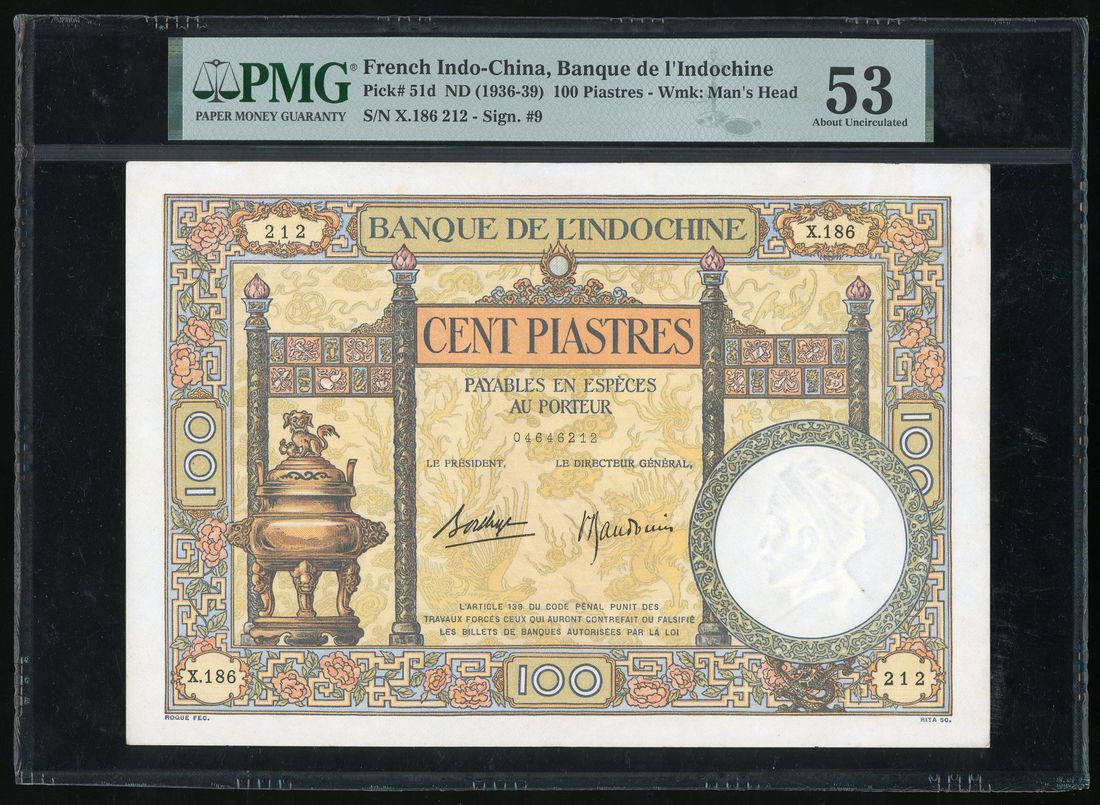 PMG®
PAPER MONEY GUARANTY
French Indo-China, Banque de l'Indochine
Pick# 51d ND (1936-39) 100 Piastres - Wmk: Man's Head
S/N X.186 212 - Sign. #9
53
About Uncirculated
212
BANQUE DE L'INDOCHINE
X.186
CENT PIASTRES
PAYABLES EN ESPÈCES
AU PORTEUR
04646212
LE PRÉSIDENT,
LE DIRECTEUR GÉNÉRAL,
100
100
L'ARTICLE 139 DU CODE PÉNAL PUNIT DES
TRAVAUX FORCÉS CEUX QUI AURONT CONTREFAIT OU FALSIFIÉ
LES BILLETS DE BANQUES AUTORISÉES PAR LA LOI
X.186
100
212
ROQUE FEC.
RITA SC.